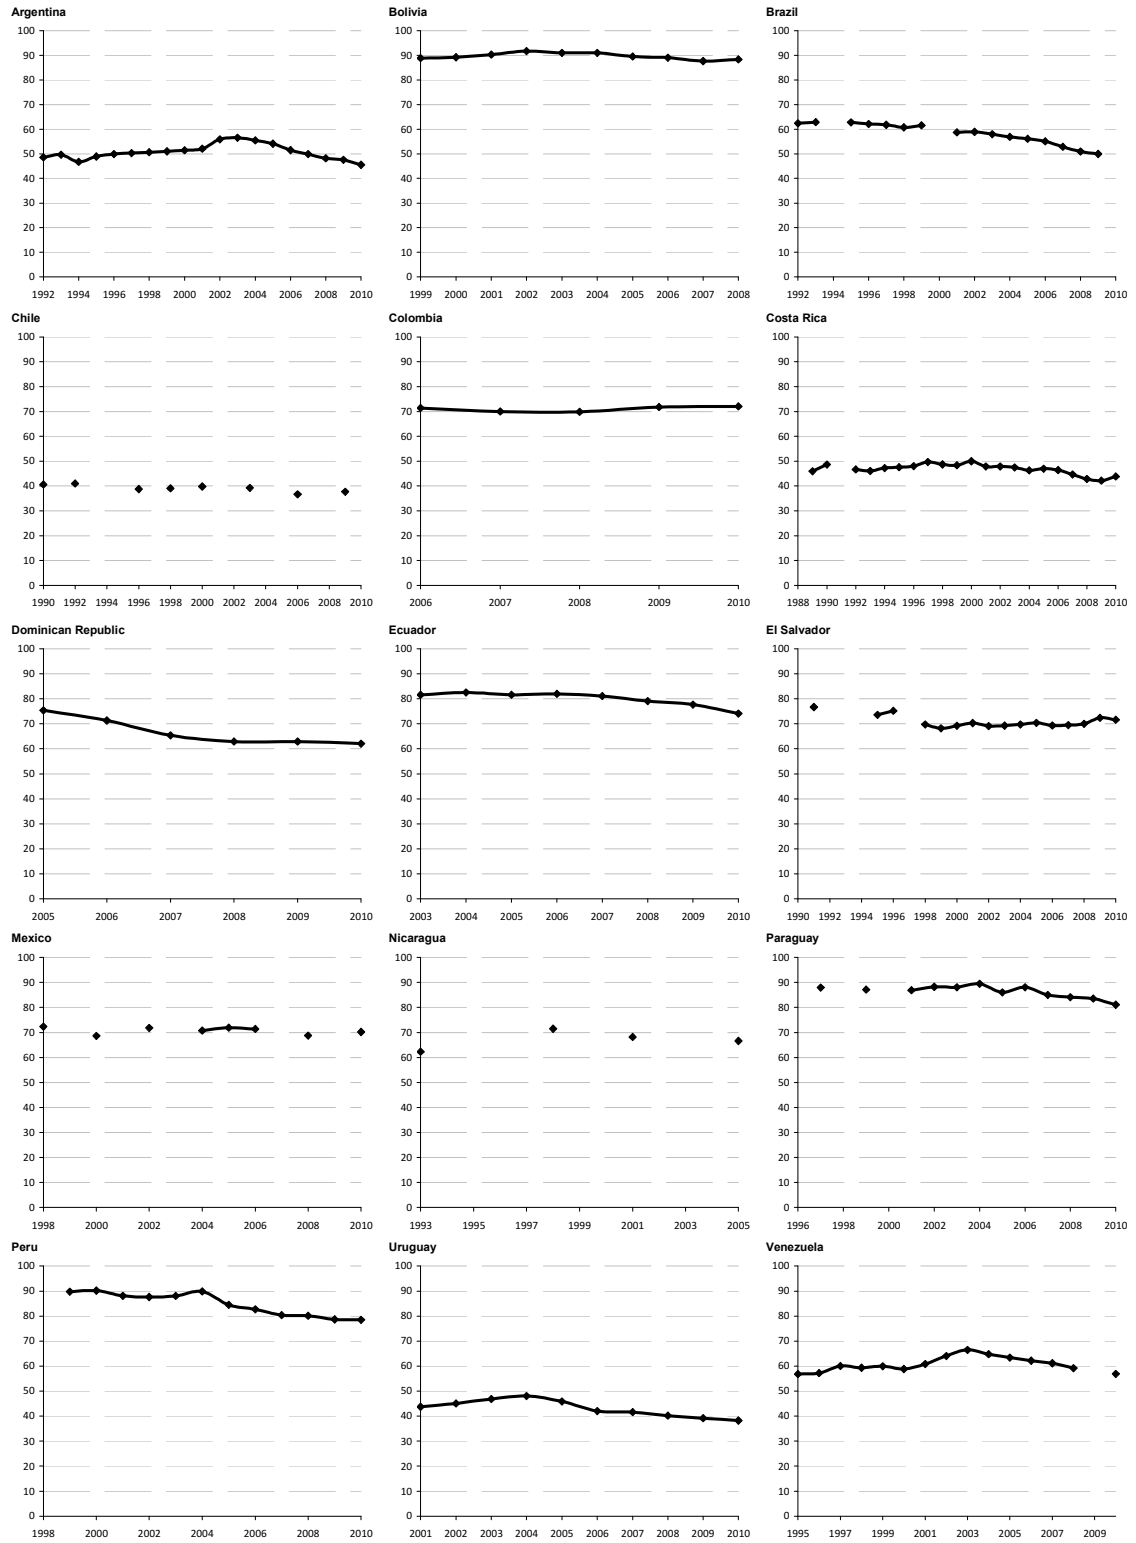 Argentina
Bolivia
Brazil
100 90 80 70 60 50 40 30 20 10 0
1992 1994 1996 1998 2000 2002 2004 2006 2008 2010
100 90 80 70 60 50 40 30 20 10 0
1999 2000 2001 2002 2003 2004 2005 2006 2007 2008
100 90 80 70 60 50 40 30 20 10 0
1992 1994 1996 1998 2000 2002 2004 2006 2008 2010
Chile
Colombia
Costa Rica
100 90 80 70 60 50 40 30 20 10 0
1990 1992 1994 1996 1998 2000 2002 2004 2006 2008 2010
100 90 80 70 60 50 40 30 20 10 0
2006 2007 2008 2009 2010
100 90 80 70 60 50 40 30 20 10 0
1988 1990 1992 1994 1996 1998 2000 2002 2004 2006 2008 2010
Dominican Republic
Ecuador
El Salvador
100 90 80 70 60 50 40 30 20 10 0
2005 2006 2007 2008 2009 2010
100 90 80 70 60 50 40 30 20 10 0
2003 2004 2005 2006 2007 2008 2009 2010
100 90 80 70 60 50 40 30 20 10 0
1990 1992 1994 1996 1998 2000 2002 2004 2006 2008 2010
Mexico
Nicaragua
Paraguay
100 90 80 70 60 50 40 30 20 10 0
1998 2000 2002 2004 2006 2008 2010
100 90 80 70 60 50 40 30 20 10 0
1993 1995 1997 1999 2001 2003 2005
100 90 80 70 60 50 40 30 20 10 0
1996 1998 2000 2002 2004 2006 2008 2010
Peru
Uruguay
Venezuela
100 90 80 70 60 50 40 30 20 10 0
1998 2000 2002 2004 2006 2008 2010
100 90 80 70 60 50 40 30 20 10 0
2001 2002 2003 2004 2005 2006 2007 2008 2009 2010
100 90 80 70 60 50 40 30 20 10 0
1995 1997 1999 2001 2003 2005 2007 2009